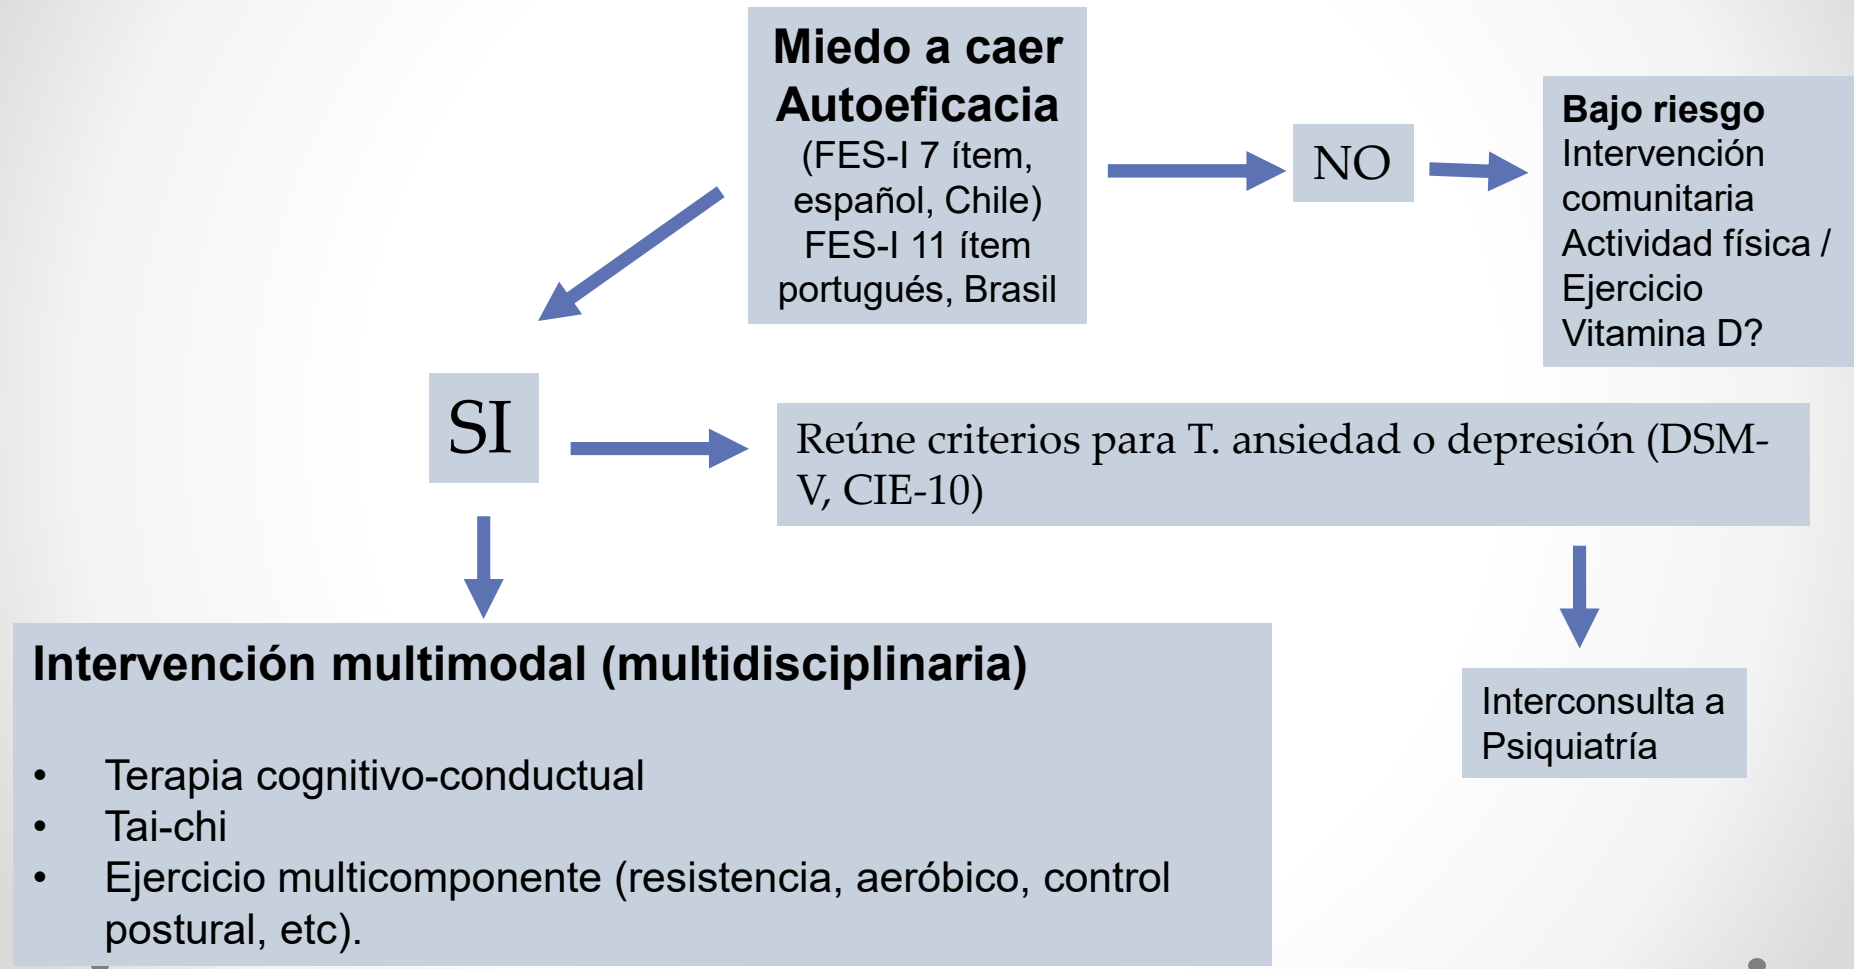 Miedo a caer
Autoeficacia
(FES-I 7 ítem,
español, Chile)
FES-I 11 ítem
portugués, Brasil
NO
Bajo riesgo
Intervención
comunitaria
Actividad física /
Ejercicio
Vitamina D?
SI
Reúne criterios para T. ansiedad o depresión (DSM-
V, CIE-10)
Intervención multimodal (multidisciplinaria)
• Terapia cognitivo-conductual
• Tai-chi
• Ejercicio multicomponente (resistencia, aeróbico, control
postural, etc).
Interconsulta a
Psiquiatría